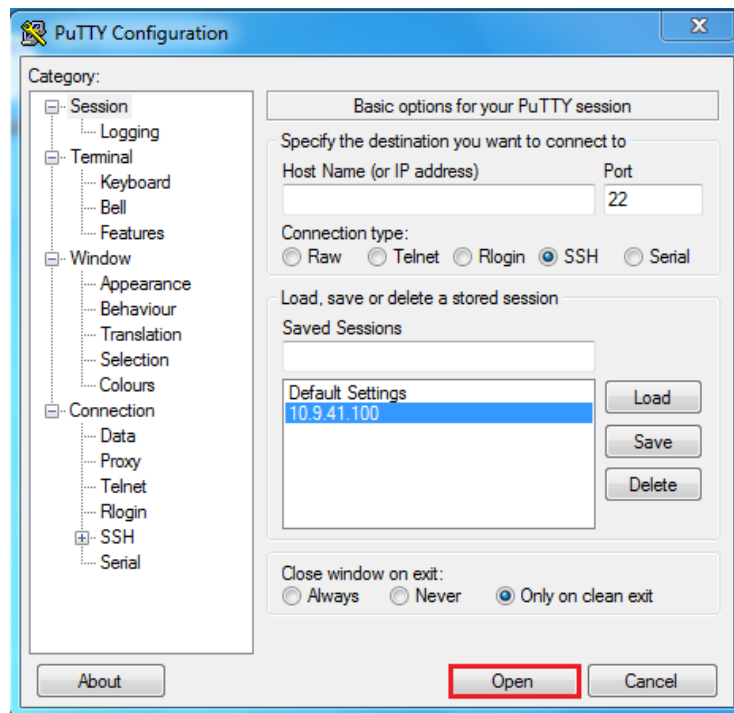 PuTTY Configuration
Category:
Session
Logging
Terminal
Keyboard
Bell
Features
Window
Appearance
Behaviour
Translation
Selection
Colours
Connection
Data
Proxy
Telnet
Rlogin
SSH
Serial
Basic options for your PuTTY session
Specify the destination you want to connect to
Host Name (or IP address) Port
22
Connection type:
Raw Telnet Rlogin SSH Serial
Load, save or delete a stored session
Saved Sessions
Default Settings
10.9.41.100
Load
Save
Delete
Close window on exit:
Always Never Only on clean exit
About Open Cancel